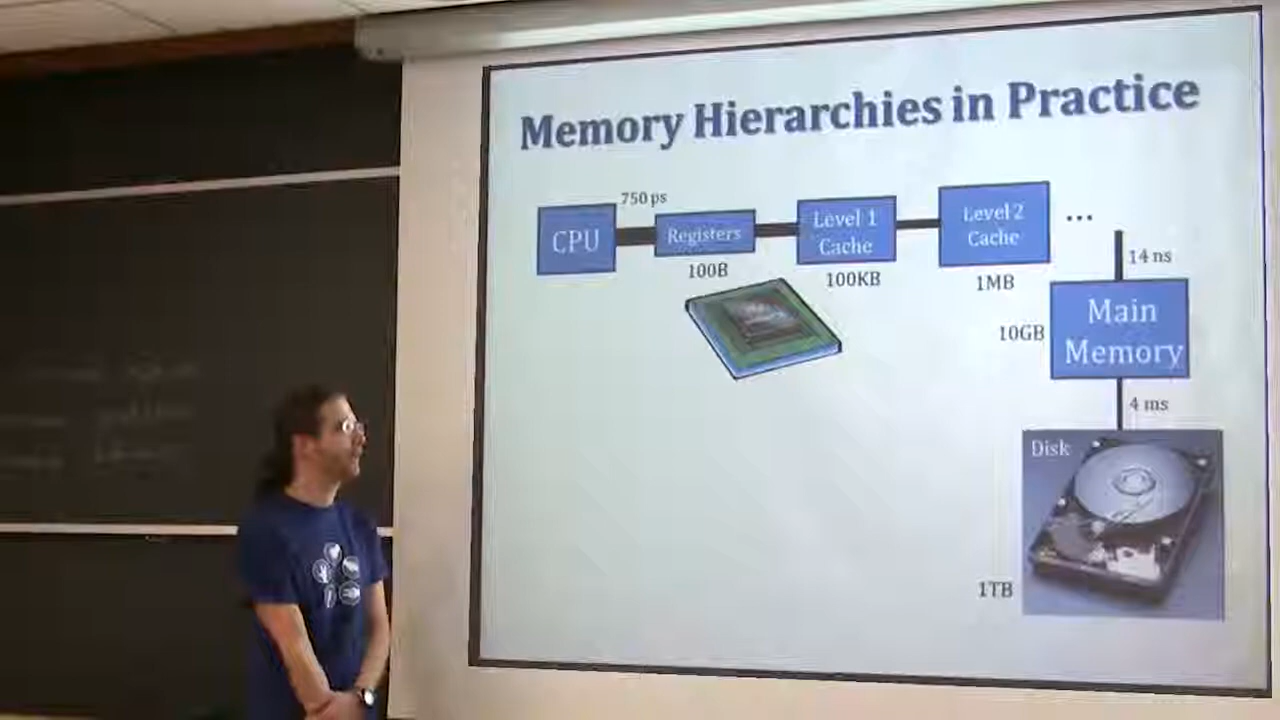 Memory Hierarchies in Practice
750 ps
CPU
Registers
Level 1
Cache
Level 2
Cache
...
100B
100KB
1MB
14 ns
10GB
Main
Memory
4 ms
Disk
1TB